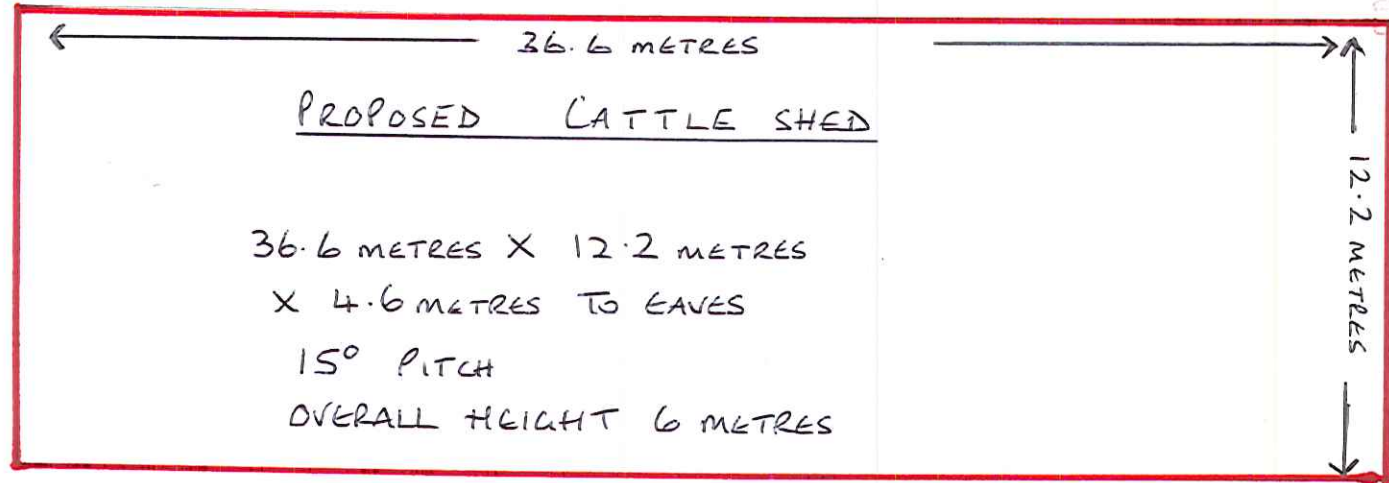 36.6 METRES
PROPOSED CATTLE SHED
12.2 METRES
36.6 METRES X 12.2 METRES
X 4.6 METRES TO EAVES
15° PITCH
OVERALL HEIGHT 6 METRES